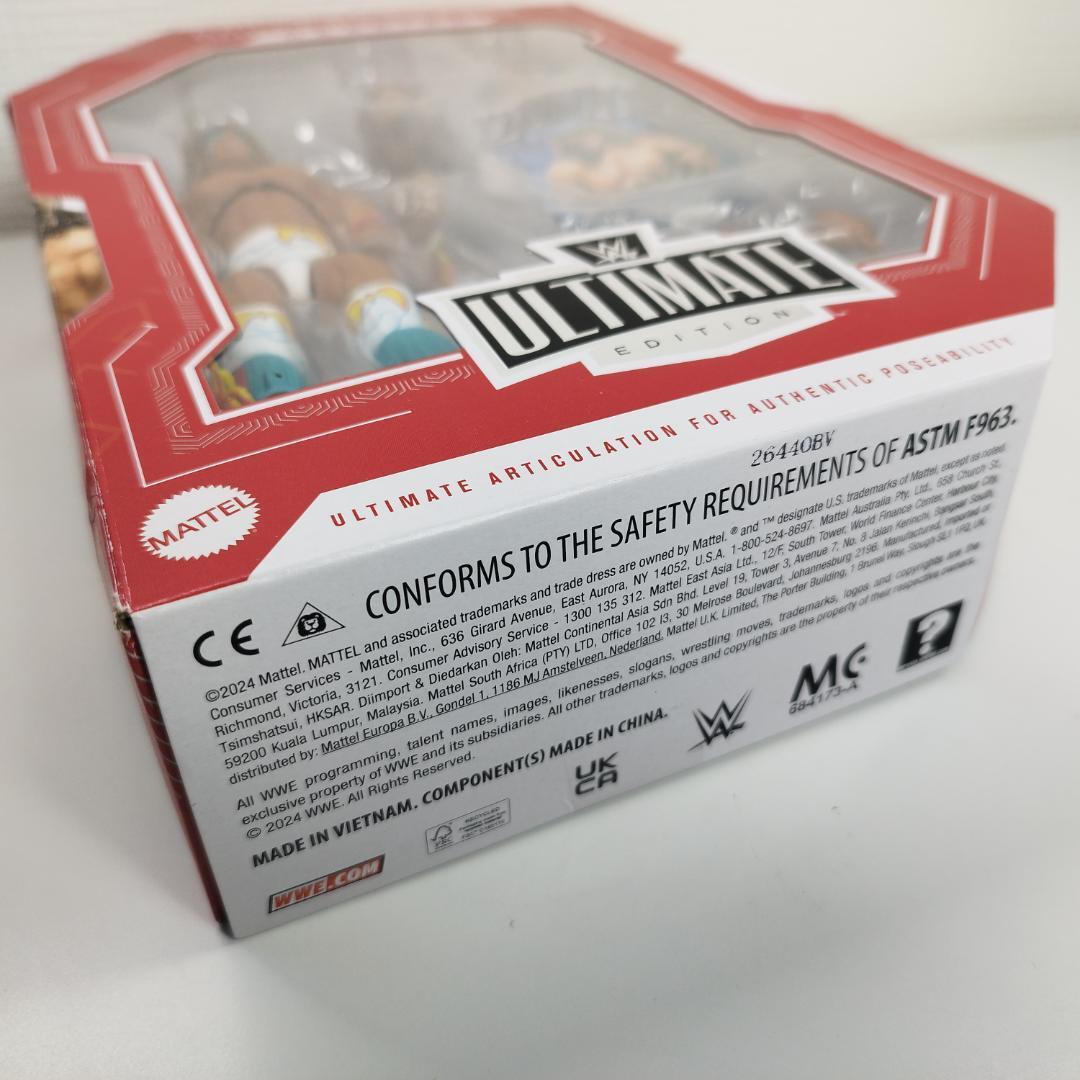 W
ULTIMATE
EDITION
ULTIMATE ARTICULATION FOR AUTHENTIC POSEABILITY
MATTEL
26440BV
CE
CONFORMS TO THE SAFETY REQUIREMENTS OF ASTM F963.
©2024 Mattel. MATTEL and associated trademarks and trade dress are owned by Mattel. ® and ™ designate U.S. trademarks of Mattel, except as noted.
Consumer Services - Mattel, Inc., 636 Girard Avenue, East Aurora, NY 14052, U.S.A. 1-800-524-8697. Mattel Australia Pty. Ltd., 658 Church St.,
Richmond, Victoria, 3121. Consumer Advisory Service - 1300 135 312. Mattel East Asia Ltd., 12/F, South Tower, World Finance Center, Harbour City,
Tsimshatsui, HKSAR. Diimport & Diedarkan Oleh: Mattel Continental Asia Sdn Bhd. Level 19, Tower 3, Avenue 7, No. 8 Jalan Kerinchi, Bangsar South,
59200 Kuala Lumpur, Malaysia. Mattel South Africa (PTY) LTD, Office 102 I3, 30 Melrose Boulevard, Johannesburg 2196. Manufactured, imported or
distributed by: Mattel Europa B.V., Gondel 1, 1186 MJ Amstelveen, Nederland. Mattel U.K. Limited, The Porter Building, 1 Brunel Way, Slough SL1 1FQ, UK.
All WWE programming, talent names, images, likenesses, slogans, wrestling moves, trademarks, logos and copyrights are the
exclusive property of WWE and its subsidiaries. All other trademarks, logos and copyrights are the property of their respective owners.
© 2024 WWE. All Rights Reserved.
MADE IN VIETNAM. COMPONENT(S) MADE IN CHINA.
UK
CA
W
MC
684173-A
?
FSC
RECYCLED
WWE.COM